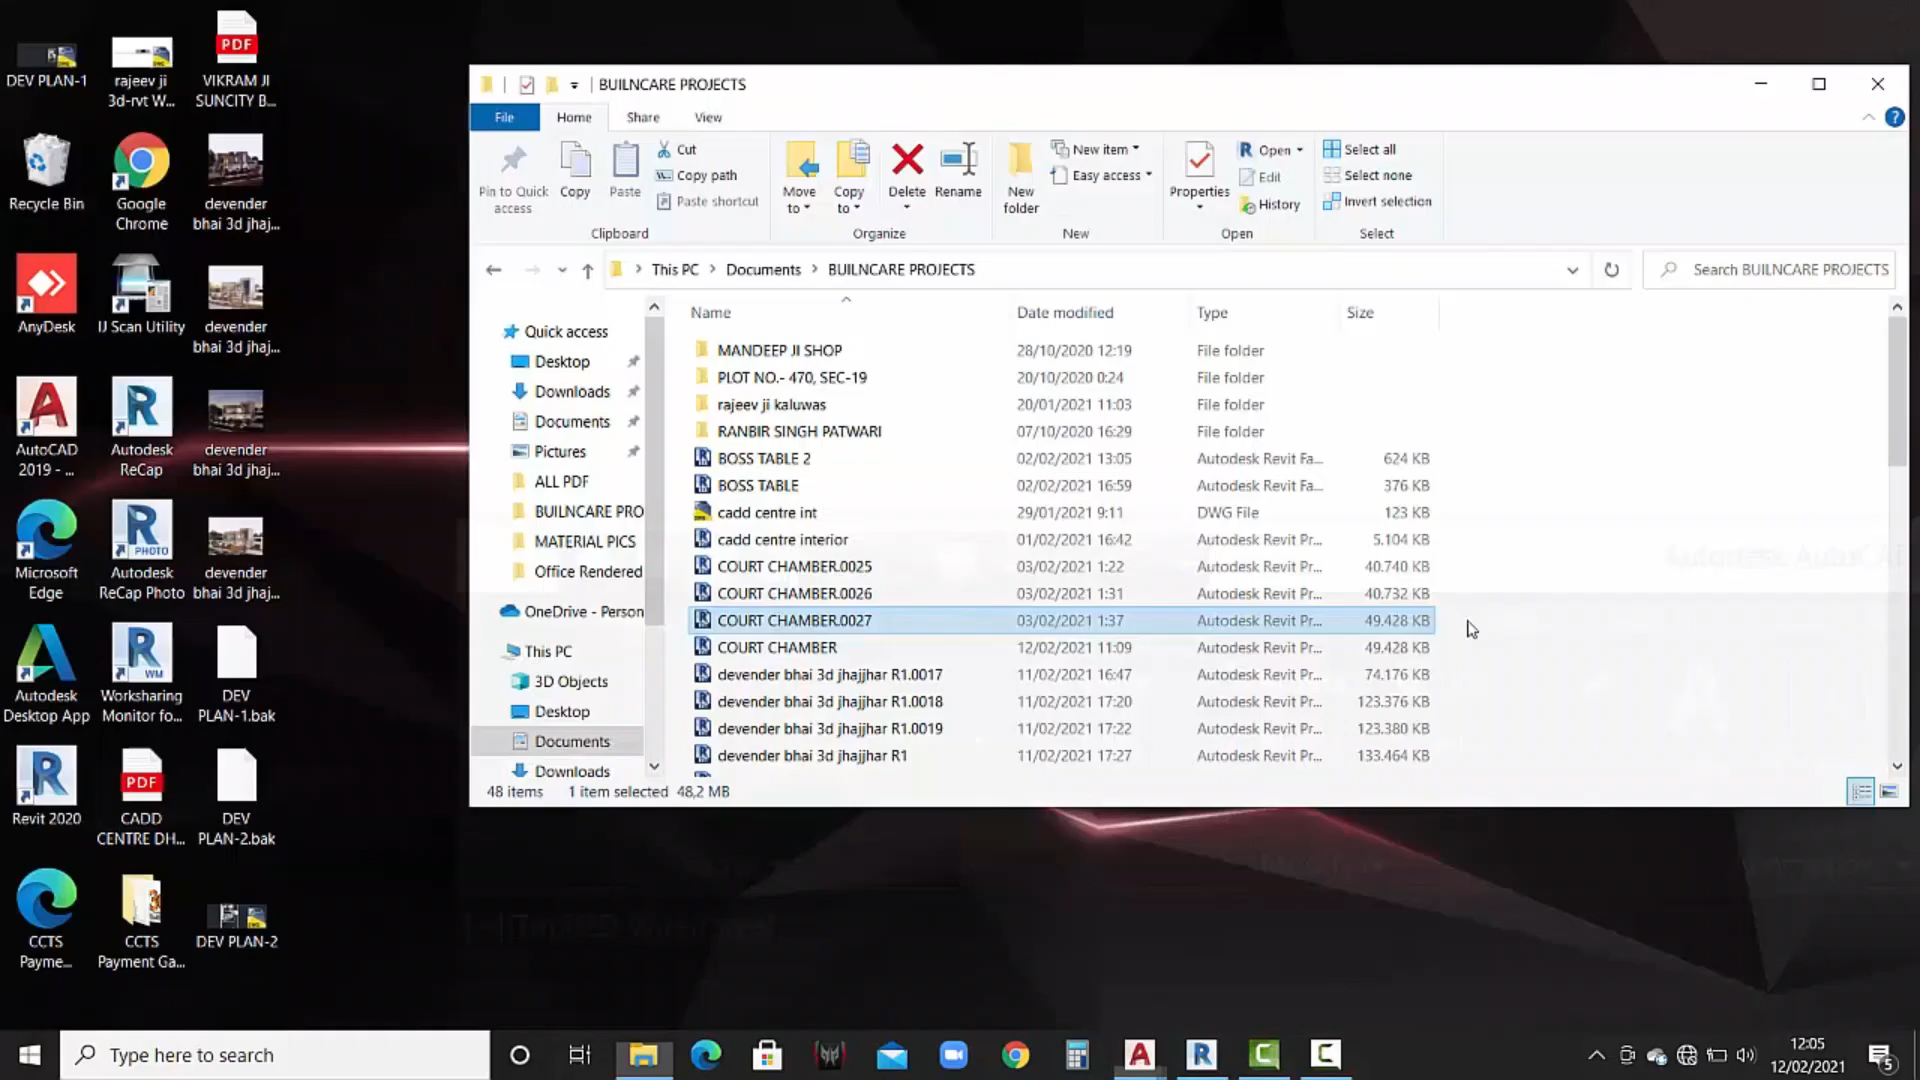 DEV PLAN-1
rajeev ji
3d-rvt W...
PDF
VIKRAM JI
SUNCITY B...
Recycle Bin
Google
Chrome
devender
bhai 3d jhaj...
AnyDesk
IJ Scan Utility
devender
bhai 3d jhaj...
AutoCAD
2019 - ...
Autodesk
ReCap
devender
bhai 3d jhaj...
Microsoft
Edge
PHOTO
Autodesk
ReCap Photo
devender
bhai 3d jhaj...
Autodesk
Desktop App
WM
Worksharing
Monitor fo...
DEV
PLAN-1.bak
Revit 2020
PDF
CADD
CENTRE DH...
DEV
PLAN-2.bak
CCTS
Payme...
CCTS
Payment Ga...
DEV PLAN-2
BUILNCARE PROJECTS
File Home Share View
Pin to Quick
access
Copy
Paste
Cut
Copy path
Paste shortcut
Clipboard
Move
to
Copy
to
Delete
Rename
Organize
New
folder
New item
Easy access
New
Properties
Open
Edit
History
Open
Select all
Select none
Invert selection
Select
This PC > Documents > BUILNCARE PROJECTS
Search BUILNCARE PROJECTS
Quick access
Desktop
Downloads
Documents
Pictures
ALL PDF
BUILNCARE PRO
MATERIAL PICS
Office Rendered
OneDrive - Person
This PC
3D Objects
Desktop
Documents
Downloads
Name Date modified Type Size
MANDEEP JI SHOP 28/10/2020 12:19 File folder
PLOT NO.- 470, SEC-19 20/10/2020 0:24 File folder
rajeev ji kaluwas 20/01/2021 11:03 File folder
RANBIR SINGH PATWARI 07/10/2020 16:29 File folder
BOSS TABLE 2 02/02/2021 13:05 Autodesk Revit Fa... 624 KB
BOSS TABLE 02/02/2021 16:59 Autodesk Revit Fa... 376 KB
cadd centre int 29/01/2021 9:11 DWG File 123 KB
cadd centre interior 01/02/2021 16:42 Autodesk Revit Pr... 5.104 KB
COURT CHAMBER.0025 03/02/2021 1:22 Autodesk Revit Pr... 40.740 KB
COURT CHAMBER.0026 03/02/2021 1:31 Autodesk Revit Pr... 40.732 KB
COURT CHAMBER.0027 03/02/2021 1:37 Autodesk Revit Pr... 49.428 KB
COURT CHAMBER 12/02/2021 11:09 Autodesk Revit Pr... 49.428 KB
devender bhai 3d jhajjhar R1.0017 11/02/2021 16:47 Autodesk Revit Pr... 74.176 KB
devender bhai 3d jhajjhar R1.0018 11/02/2021 17:20 Autodesk Revit Pr... 123.376 KB
devender bhai 3d jhajjhar R1.0019 11/02/2021 17:22 Autodesk Revit Pr... 123.380 KB
devender bhai 3d jhajjhar R1 11/02/2021 17:27 Autodesk Revit Pr... 133.464 KB
48 items 1 item selected 48,2 MB
Type here to search
12:05
12/02/2021
5